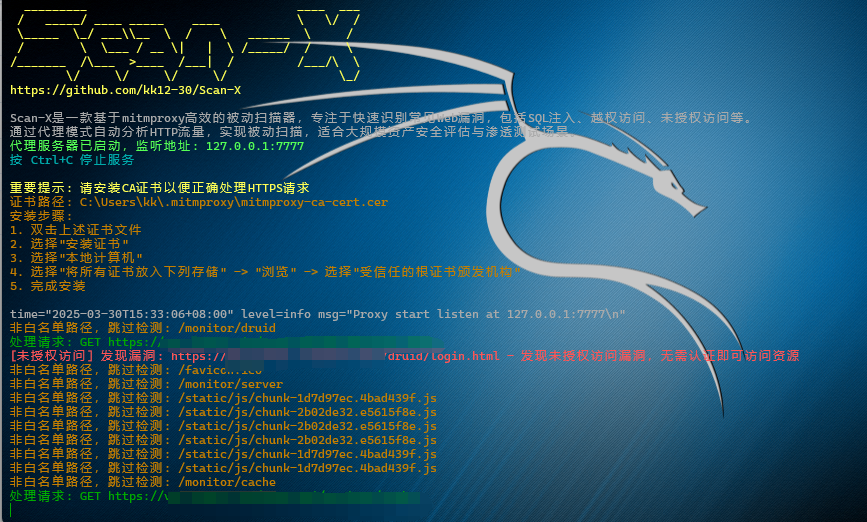 https://github.com/kk12-30/Scan-X
Scan-X是一款基于mitmproxy高效的被动扫描器，专注于快速识别常见Web漏洞，包括SQL注入、越权访问、未授权访问等。
通过代理模式自动分析HTTP流量，实现被动扫描，适合大规模资产安全评估与渗透测试场景。
代理服务器已启动，监听地址: 127.0.0.1:7777
按 Ctrl+C 停止服务
重要提示: 请安装CA证书以便正确处理HTTPS请求
证书路径: C:\Users\kk\.mitmproxy\mitmproxy-ca-cert.cer
安装步骤:
1. 双击上述证书文件
2. 选择"安装证书"
3. 选择"本地计算机"
4. 选择"将所有证书放入下列存储" -> "浏览" -> 选择"受信任的根证书颁发机构"
5. 完成安装
time="2025-03-30T15:33:06+08:00" level=info msg="Proxy start listen at 127.0.0.1:7777\n"
非白名单路径，跳过检测: /monitor/druid
处理请求: GET https://
[未授权访问] 发现漏洞: https:/ /druid/login.html - 发现未授权访问漏洞，无需认证即可访问资源
非白名单路径，跳过检测: /favicon.ico
非白名单路径，跳过检测: /monitor/server
非白名单路径，跳过检测: /static/js/chunk-1d7d97ec.4bad439f.js
非白名单路径，跳过检测: /static/js/chunk-2b02de32.e5615f8e.js
非白名单路径，跳过检测: /static/js/chunk-2b02de32.e5615f8e.js
非白名单路径，跳过检测: /static/js/chunk-2b02de32.e5615f8e.js
非白名单路径，跳过检测: /static/js/chunk-1d7d97ec.4bad439f.js
非白名单路径，跳过检测: /static/js/chunk-1d7d97ec.4bad439f.js
非白名单路径，跳过检测: /monitor/cache
处理请求: GET https://